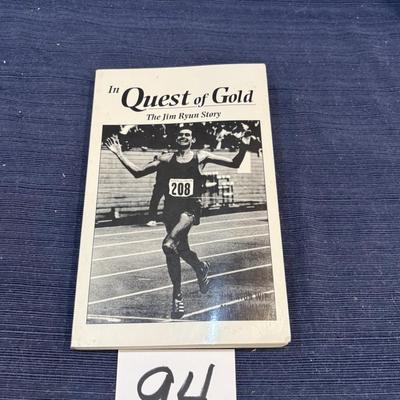 In Quest of Gold
The Jim Ryun Story
208
94